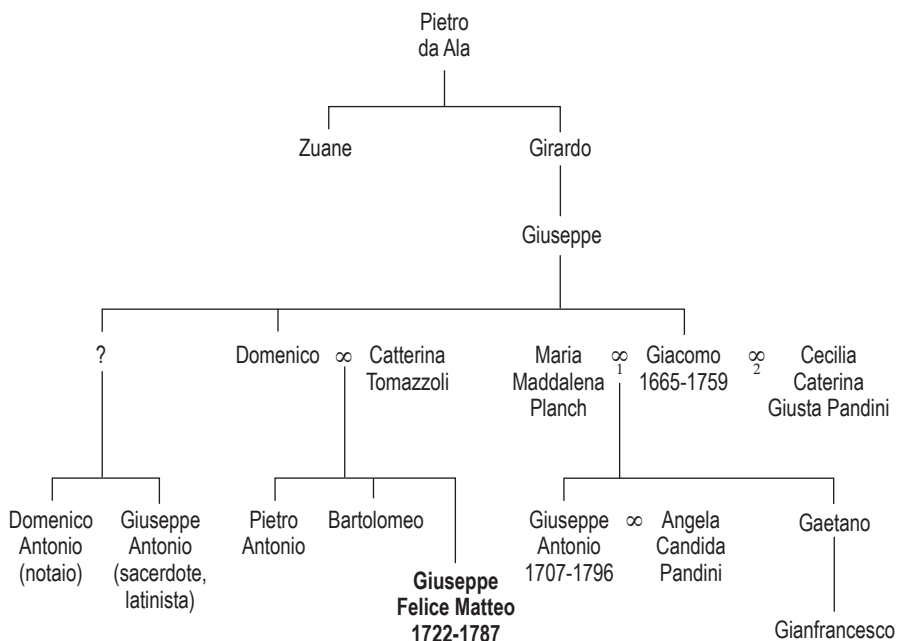 Pietro
da Ala
Zuane
Girardo
Giuseppe
?
Domenico ∞ Catterina
Tomazzoli
Maria
Maddalena
Planch
∞
1
Giacomo
1665-1759
∞
2
Cecilia
Caterina
Giusta Pandini
Domenico
Antonio
(notaio)
Giuseppe
Antonio
(sacerdote,
latinista)
Pietro
Antonio
Bartolomeo
Giuseppe
Felice Matteo
1722-1787
Giuseppe
Antonio
1707-1796
∞
Angela
Candida
Pandini
Gaetano
Gianfrancesco